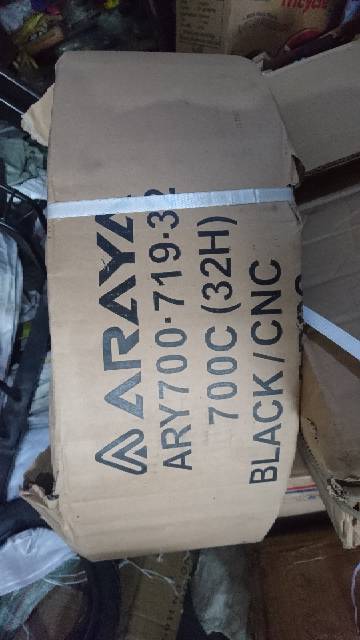 ARAYA
ARY700-719-32
700C (32H)
BLACK/CNC